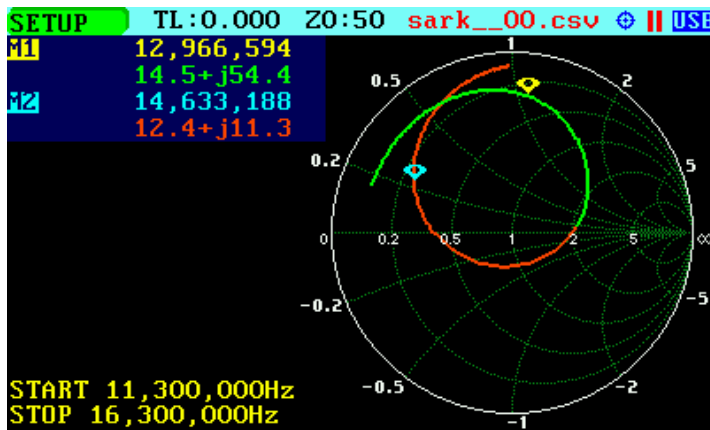 SETUP TL:0.000 Z0:50 sark__00.csv USB
M1 12,966,594
14.5+j54.4
M2 14,633,188
12.4+j11.3
1
0.5 2
0.2 5
0 0.2 0.5 1 2 5 ∞
-0.2 -5
-0.5 -2
-1
START 11,300,000Hz
STOP 16,300,000Hz